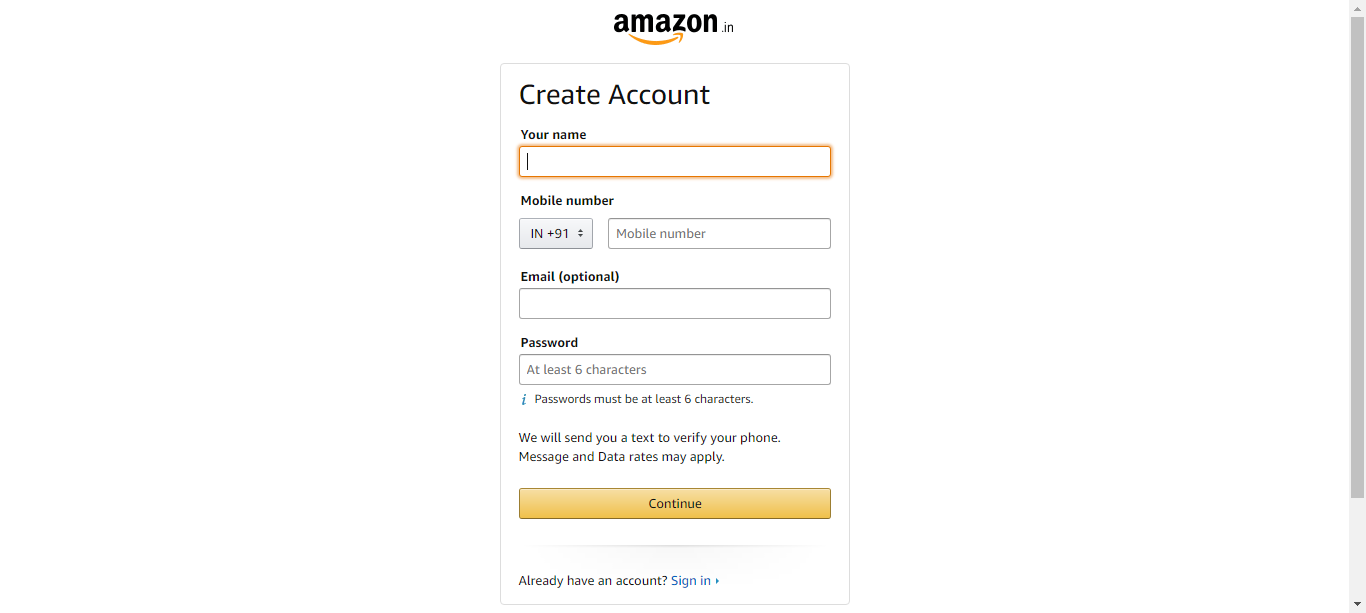 amazon.in
Create Account
Your name
Mobile number
IN +91 Mobile number
Email (optional)
Password
At least 6 characters
i Passwords must be at least 6 characters.
We will send you a text to verify your phone.
Message and Data rates may apply.
Continue
Already have an account? Sign in